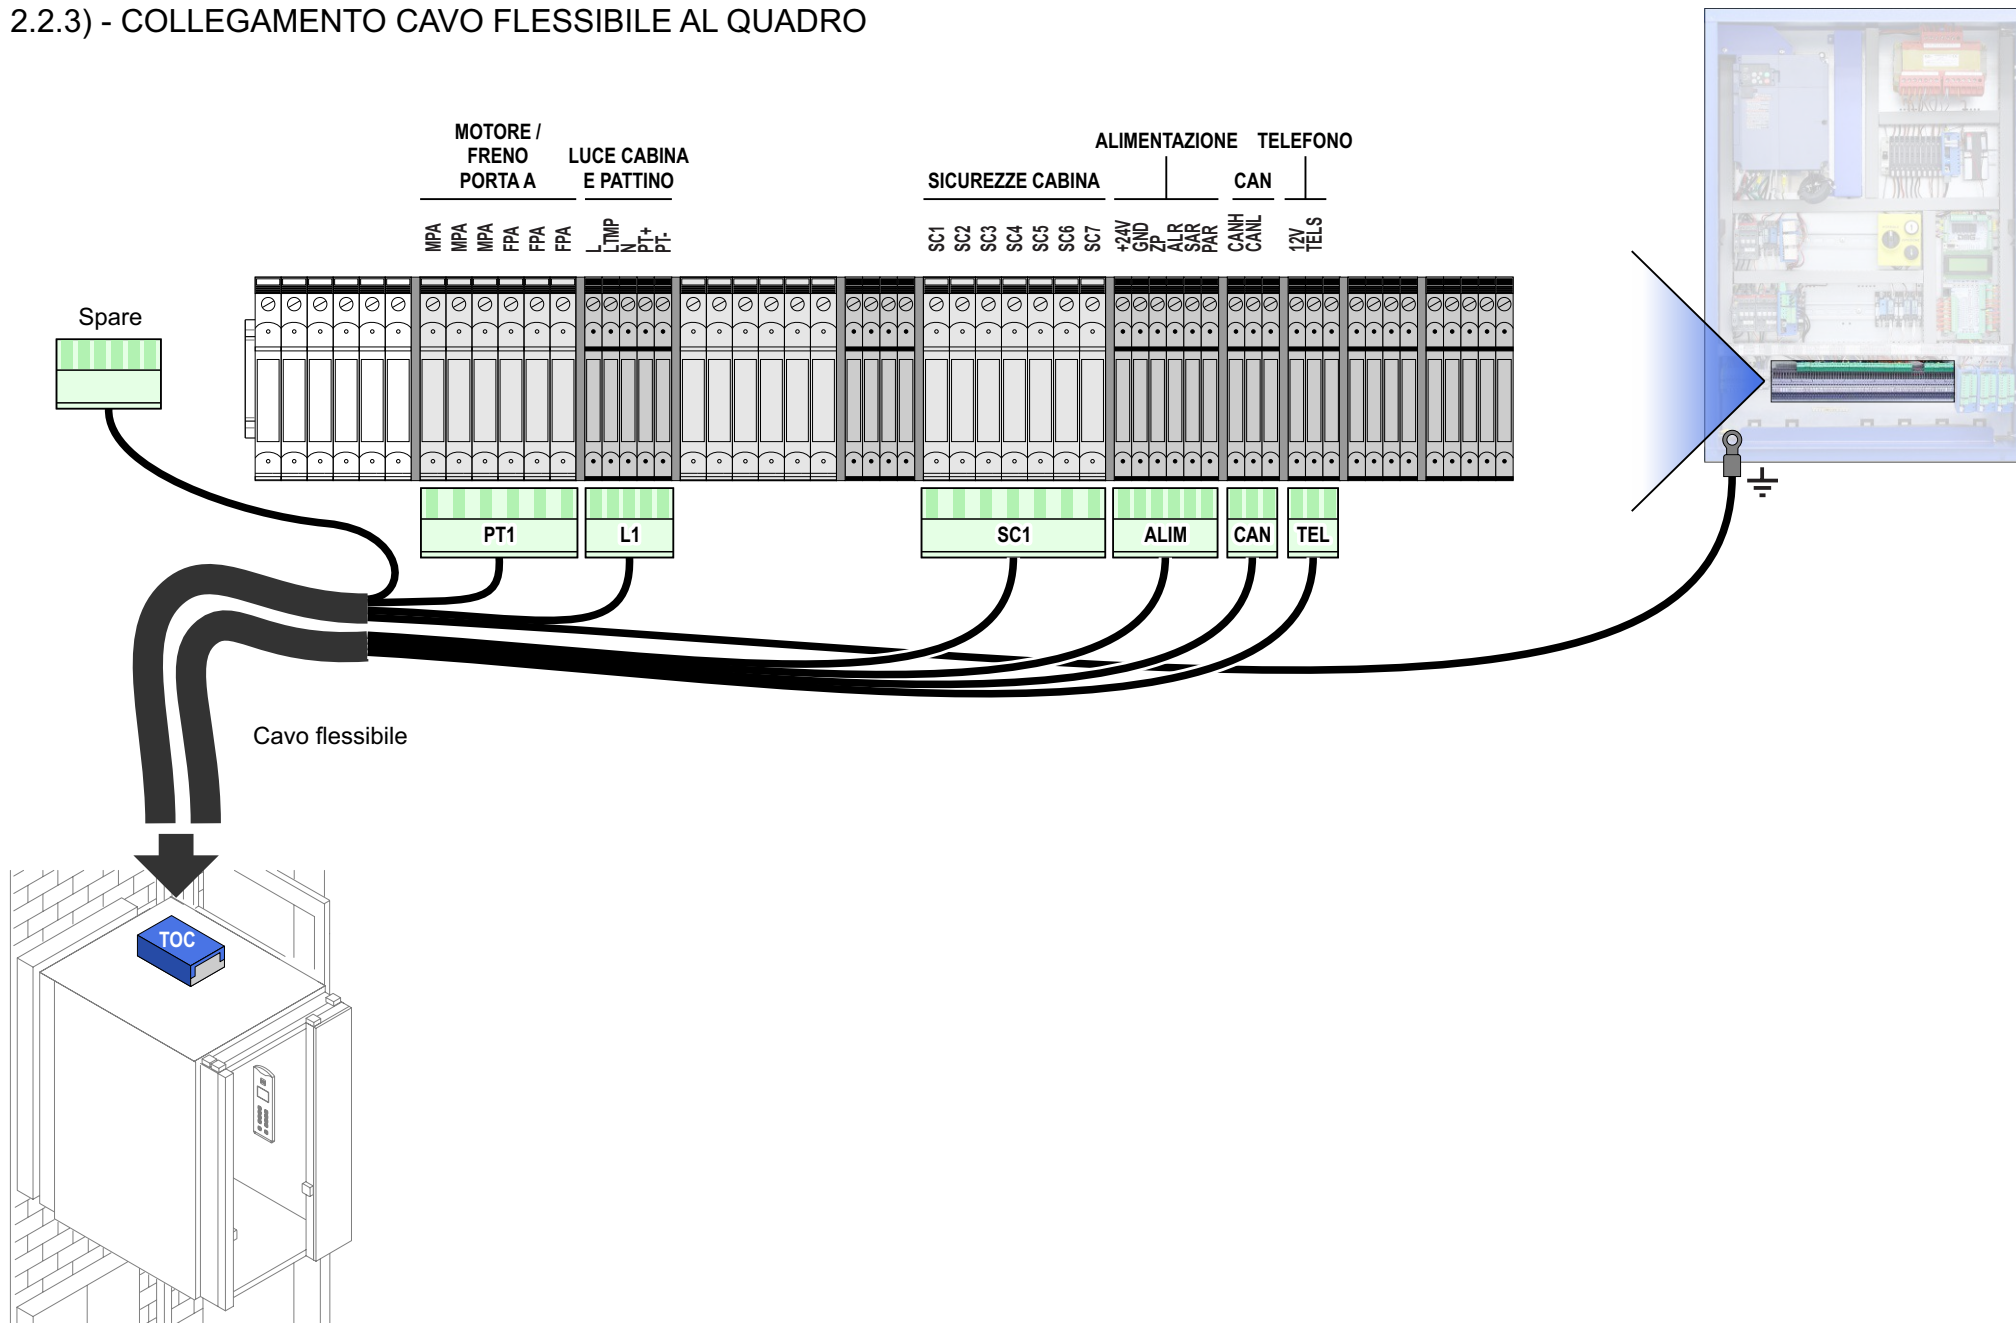 2.2.3) - COLLEGAMENTO CAVO FLESSIBILE AL QUADRO
MOTORE /
FRENO
PORTA A
LUCE CABINA
E PATTINO
SICUREZZE CABINA
ALIMENTAZIONE
CAN
TELEFONO
MPA
MPA
MPA
FPA
FPA
FPA
L
LTMP
N
PT+
PT-
SC1
SC2
SC3
SC4
SC5
SC6
SC7
+24V
GND
ZP
ALR
SAR
PAR
CANH
CANL
12V
TELS
Spare
PT1
L1
SC1
ALIM
CAN
TEL
Cavo flessibile
TOC